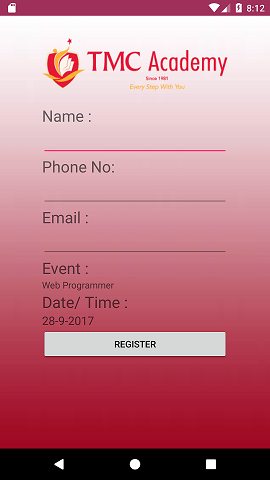 8:12
TMC Academy
Since 1981
Every Step With You
Name :
Phone No:
Email :
Event :
Web Programmer
Date/ Time :
28-9-2017
REGISTER